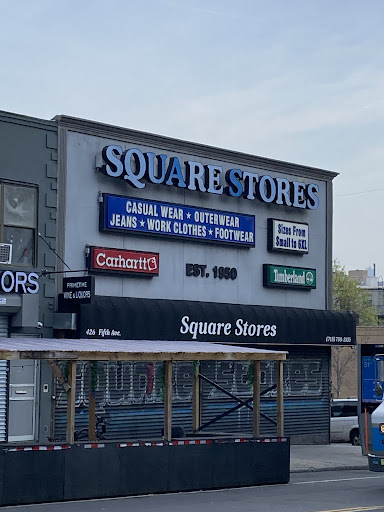 SQUARE STORES
CASUAL WEAR ★ OUTERWEAR
JEANS ★ WORK CLOTHES ★ FOOTWEAR
Sizes From
Small to 6XL
Carhartt
EST. 1950
Timberland
ORS
PRIMETIME
WINE & LIQUORS
426 Fifth Ave.
Square Stores